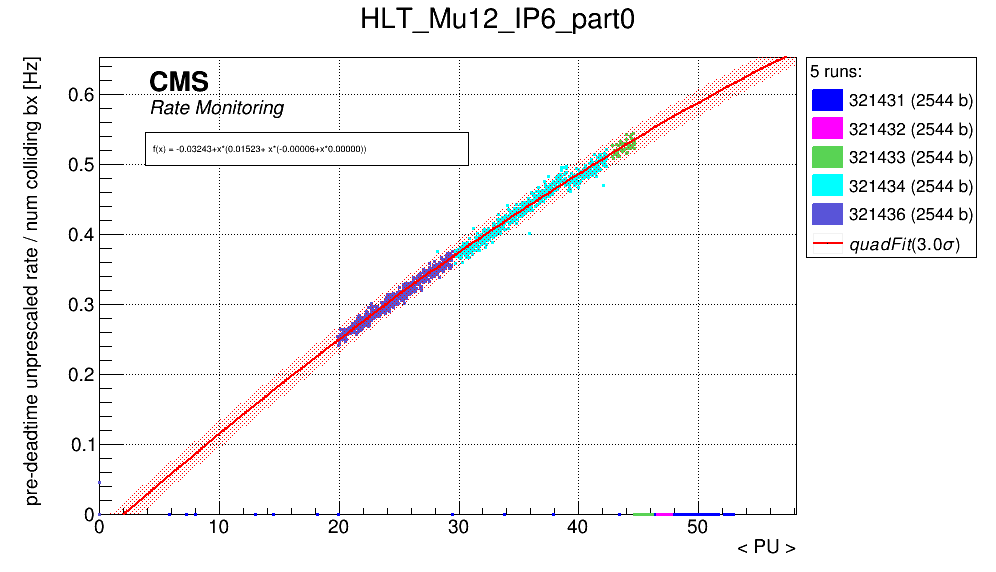 HLT_Mu12_IP6_part0
pre-deadtime unprescaled rate / num colliding bx [Hz]
CMS
Rate Monitoring
f(x) = -0.03243+x*(0.01523+ x*(-0.00006+x*0.00000))
0.6
0.5
0.4
0.3
0.2
0.1
0
0 10 20 30 40 50
< PU >
5 runs:
321431 (2544 b)
321432 (2544 b)
321433 (2544 b)
321434 (2544 b)
321436 (2544 b)
quadFit(3.0σ)